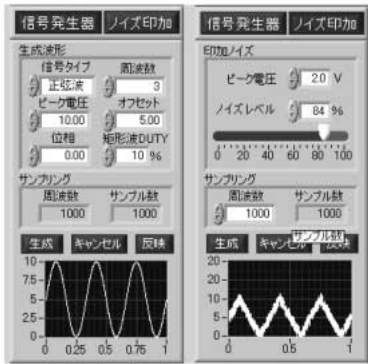 信号発生器 ノイズ印加
生成波形
信号タイプ 周波数
正弦波 3
ピーク電圧 オフセット
10.00 5.00
位相 矩形波DUTY
0.00 10 %
サンプリング
周波数 サンプル数
1000 1000
生成 キャンセル 反映
10
7.5
5
2.5
0
0 0.25 0.5 0.75 1
信号発生器 ノイズ印加
印加ノイズ
ピーク電圧 2.0 V
ノイズレベル 84 %
0 20 40 60 80 100
サンプリング
周波数 サンプル数
1000 1000
サンプル数
生成 キャンセル 反映
20
15
10
5
0
0 0.5 1